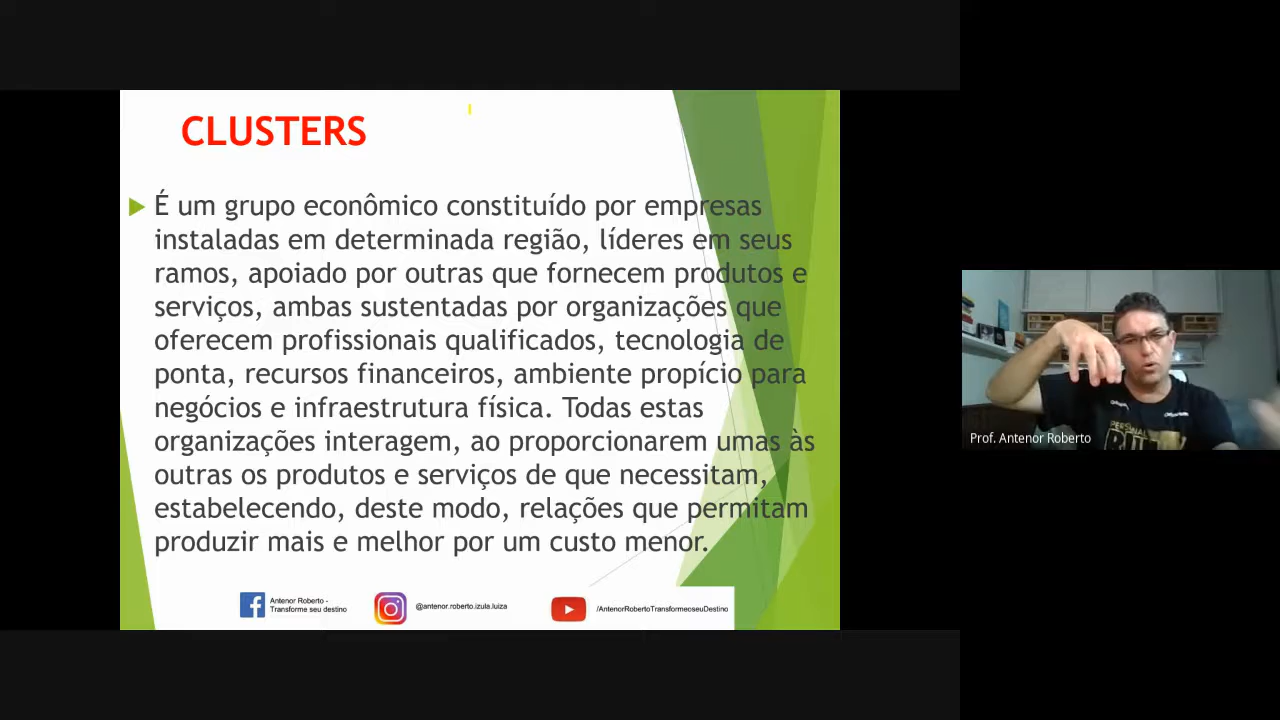 CLUSTERS
É um grupo econômico constituído por empresas
instaladas em determinada região, líderes em seus
ramos, apoiado por outras que fornecem produtos e
serviços, ambas sustentadas por organizações que
oferecem profissionais qualificados, tecnologia de
ponta, recursos financeiros, ambiente propício para
negócios e infraestrutura física. Todas estas
organizações interagem, ao proporcionarem umas às
outras os produtos e serviços de que necessitam,
estabelecendo, deste modo, relações que permitam
produzir mais e melhor por um custo menor.
Antenor Roberto -
Transforme seu destino
@antenor.roberto.izula.luiza
/AntenorRobertoTransformeoseuDestino
Prof. Antenor Roberto